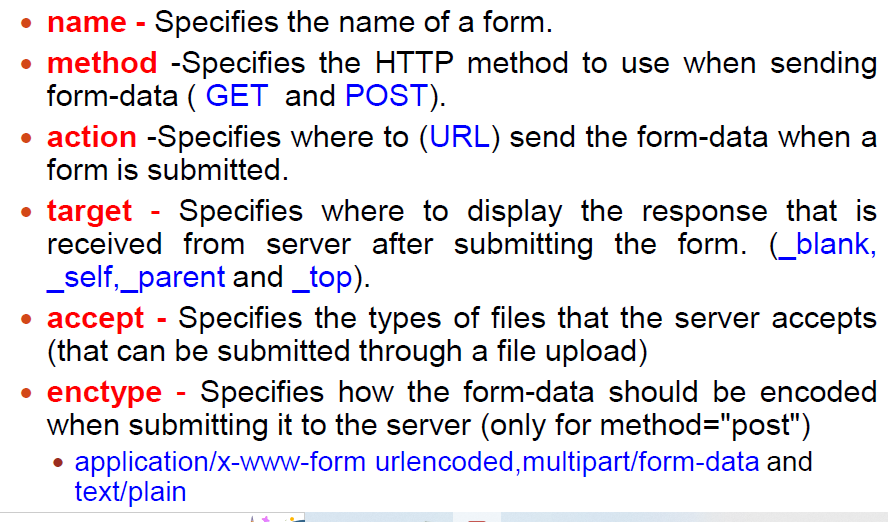 • name - Specifies the name of a form.
• method -Specifies the HTTP method to use when sending
form-data ( GET and POST).
• action -Specifies where to (URL) send the form-data when a
form is submitted.
• target - Specifies where to display the response that is
received from server after submitting the form. (_blank,
_self,_parent and _top).
• accept - Specifies the types of files that the server accepts
(that can be submitted through a file upload)
• enctype - Specifies how the form-data should be encoded
when submitting it to the server (only for method="post")
• application/x-www-form urlencoded,multipart/form-data and
text/plain